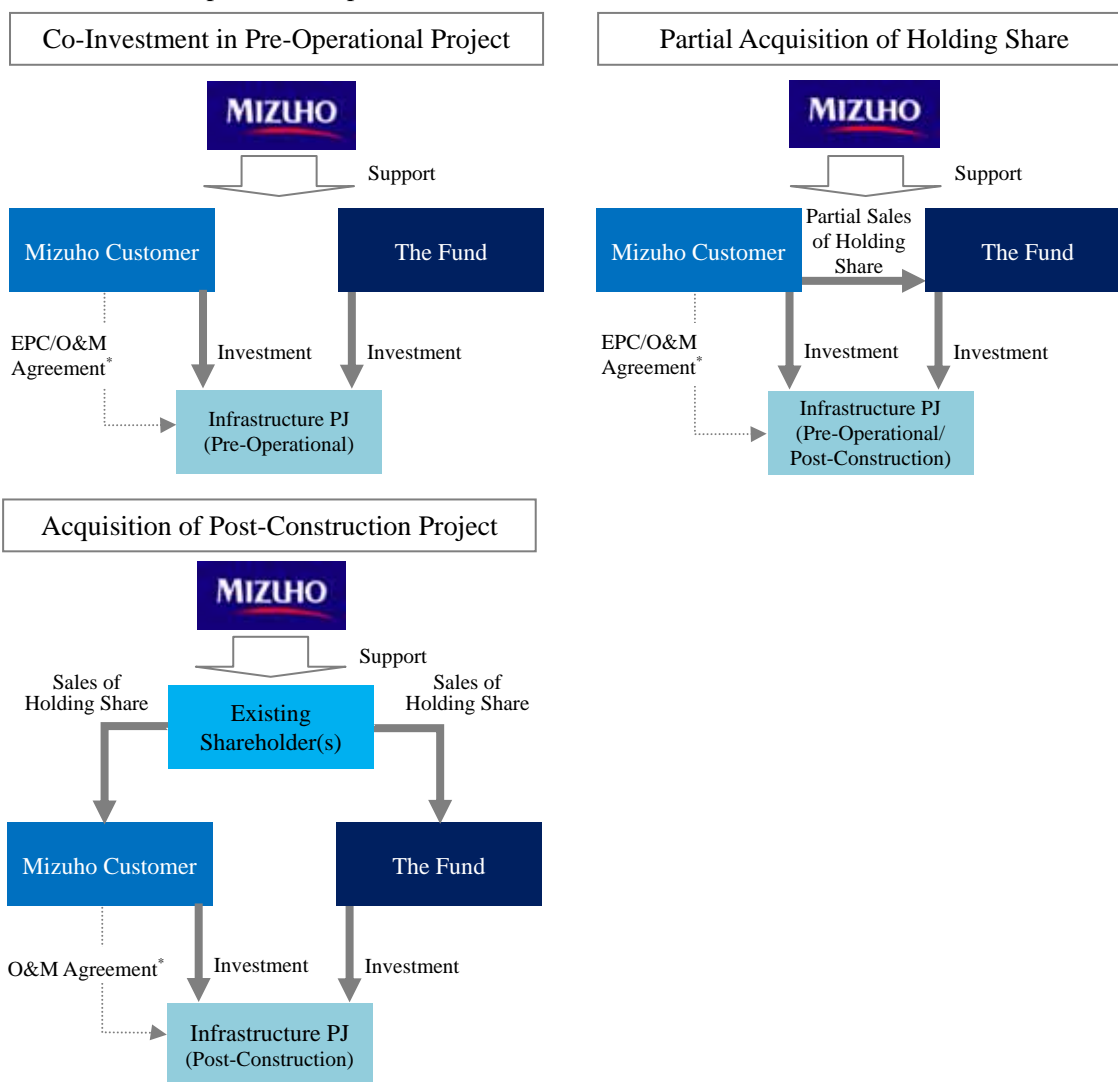 Co-Investment in Pre-Operational Project
MIZUHO
Support
Mizuho Customer
The Fund
EPC/O&M
Agreement*
Investment
Investment
Infrastructure PJ
(Pre-Operational)
Partial Acquisition of Holding Share
MIZUHO
Support
Mizuho Customer
Partial Sales
of Holding
Share
The Fund
EPC/O&M
Agreement*
Investment
Investment
Infrastructure PJ
(Pre-Operational/
Post-Construction)
Acquisition of Post-Construction Project
MIZUHO
Support
Sales of
Holding Share
Existing
Shareholder(s)
Sales of
Holding Share
Mizuho Customer
The Fund
O&M Agreement*
Investment
Investment
Infrastructure PJ
(Post-Construction)